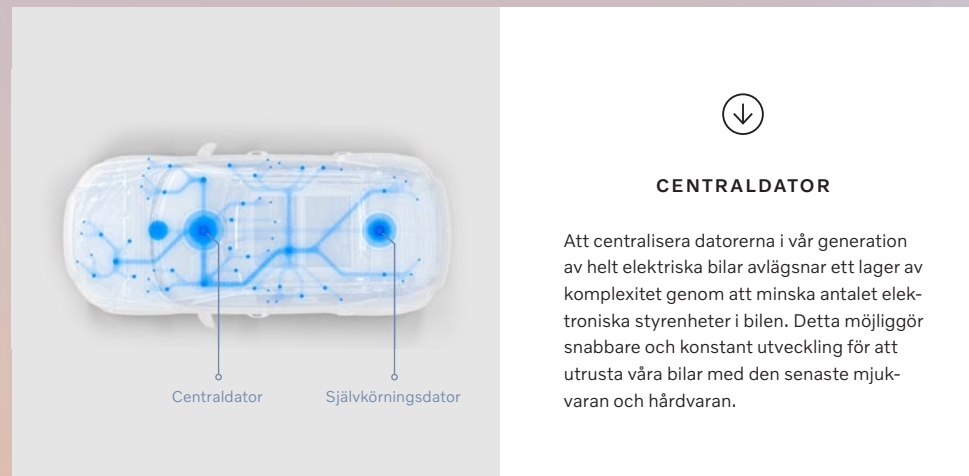 Centraldator
Självkörningsdator
CENTRALDATOR
Att centralisera datorerna i vår generation
av helt elektriska bilar avlägsnar ett lager av
komplexitet genom att minska antalet elek-
troniska styrenheter i bilen. Detta möjliggör
snabbare och konstant utveckling för att
utrusta våra bilar med den senaste mjuk-
varan och hårdvaran.